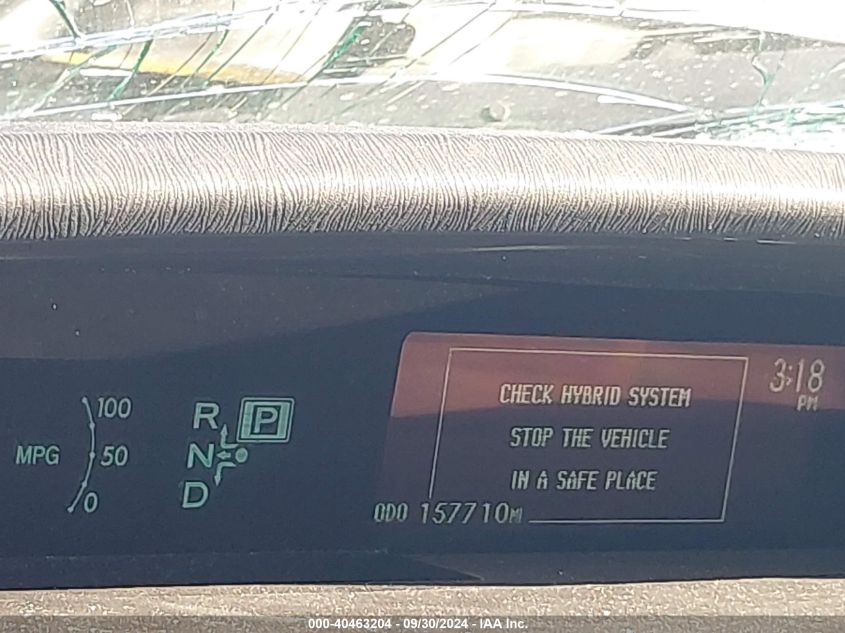 3:18
PM
CHECK HYBRID SYSTEM
STOP THE VEHICLE
IN A SAFE PLACE
ODO 157710MI
100
MPG 50
0
R P
N
D
000-40463204 - 09/30/2024 - IAA Inc.